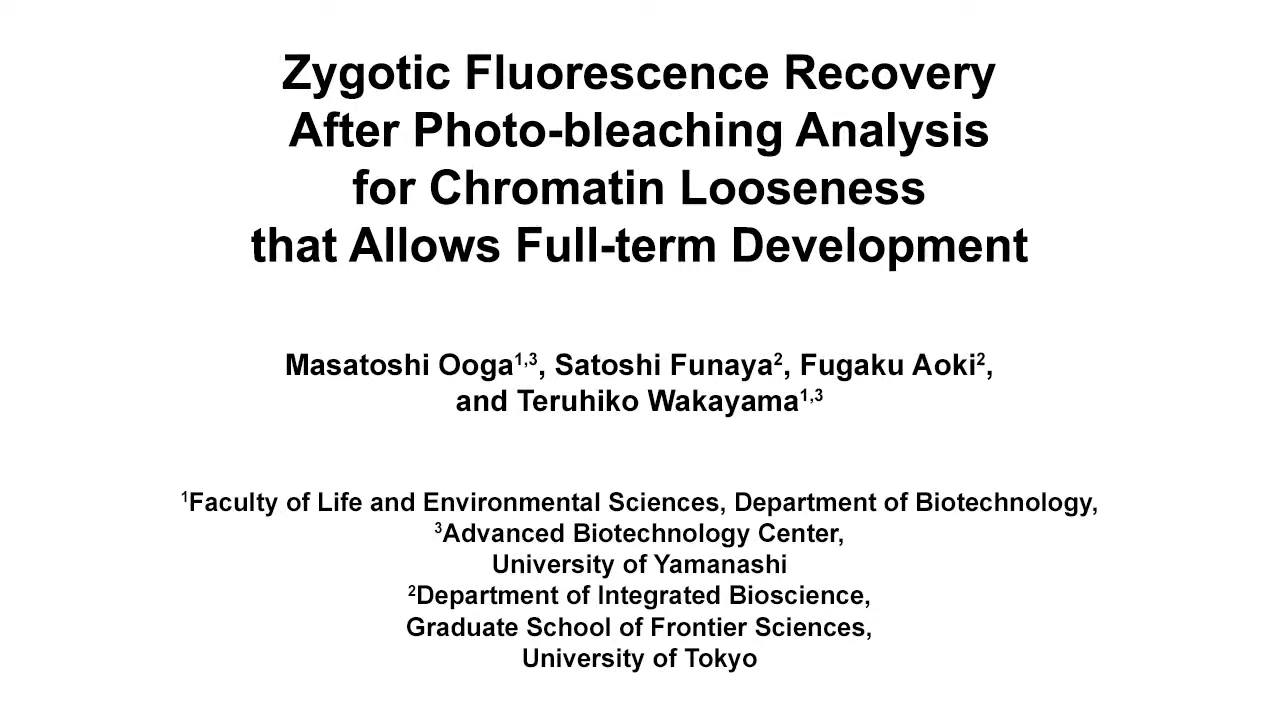 Zygotic Fluorescence Recovery
After Photo-bleaching Analysis
for Chromatin Looseness
that Allows Full-term Development
Masatoshi Ooga1,3, Satoshi Funaya2, Fugaku Aoki2,
and Teruhiko Wakayama1,3
1Faculty of Life and Environmental Sciences, Department of Biotechnology,
3Advanced Biotechnology Center,
University of Yamanashi
2Department of Integrated Bioscience,
Graduate School of Frontier Sciences,
University of Tokyo